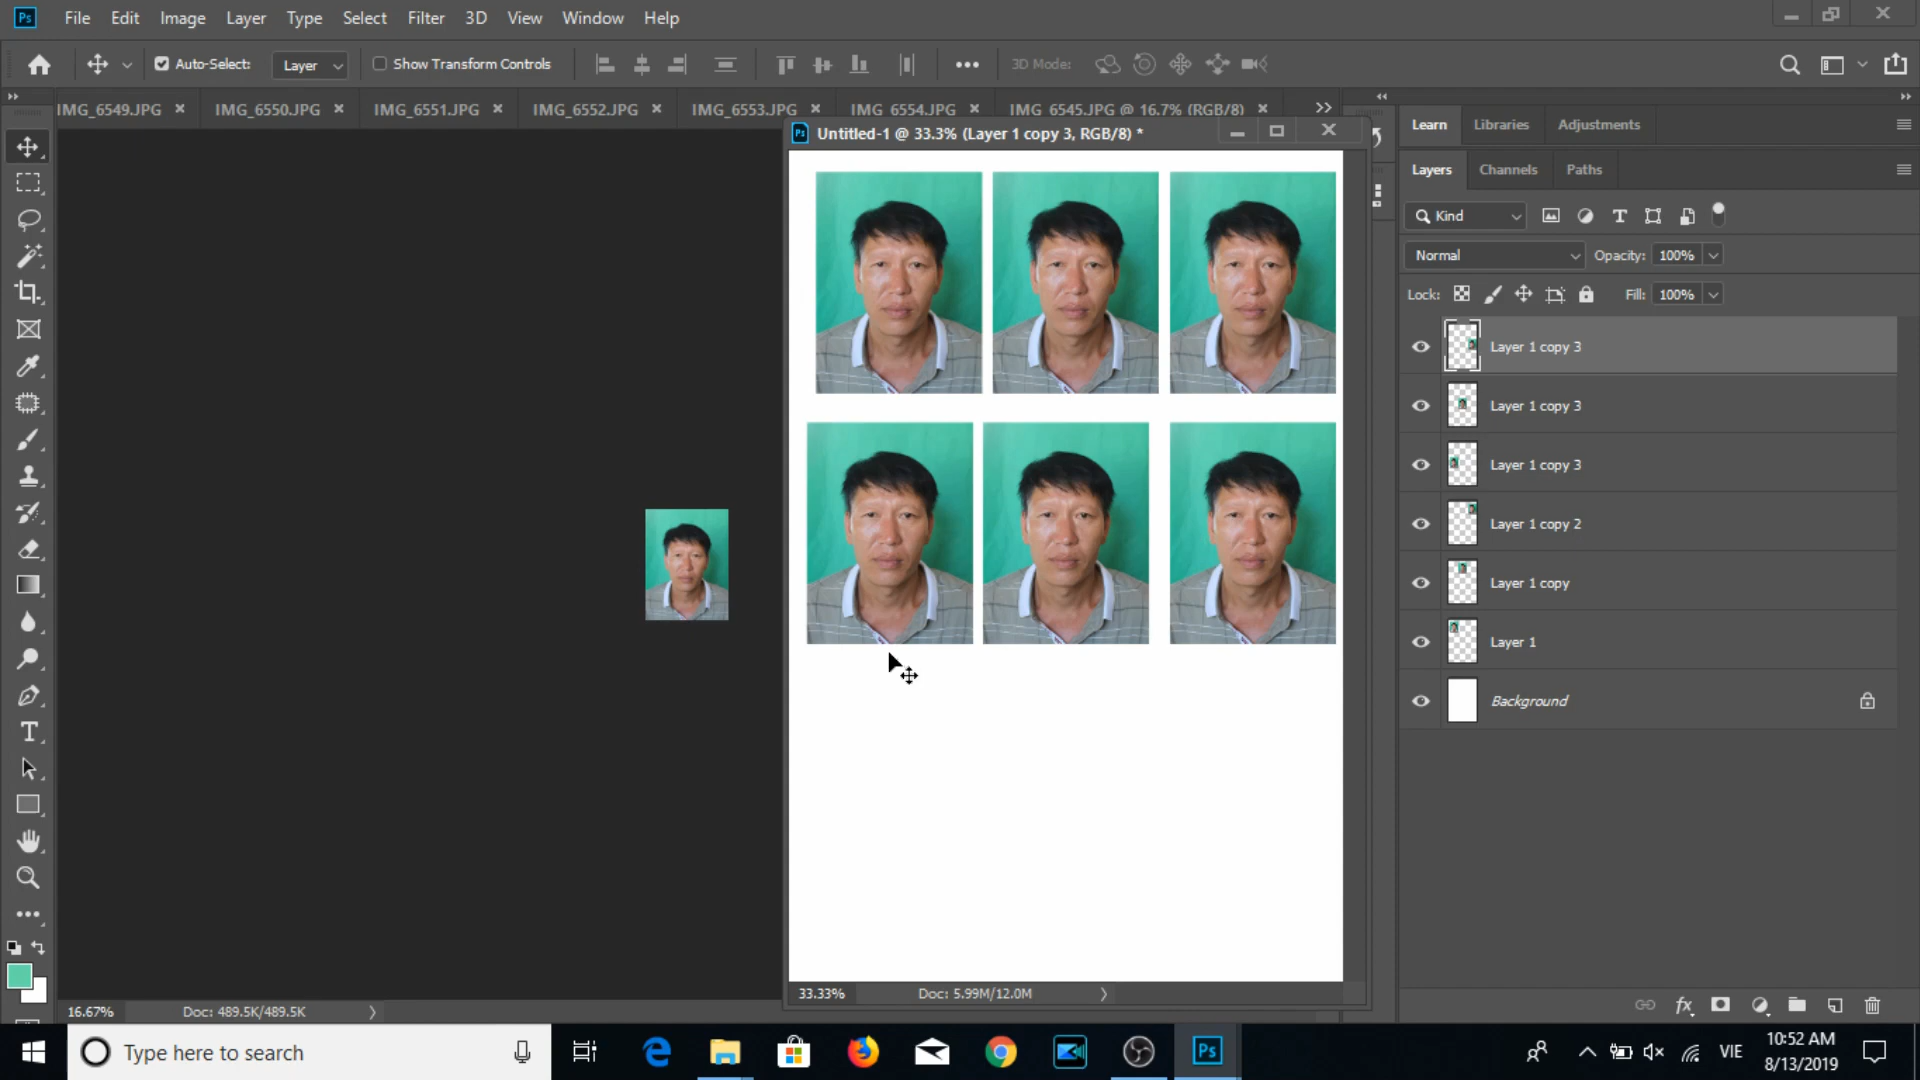 Ps File Edit Image Layer Type Select Filter 3D View Window Help
Auto-Select: Layer Show Transform Controls 3D Mode:
IMG_6549.JPG IMG_6550.JPG IMG_6551.JPG IMG_6552.JPG IMG_6553.JPG IMG_6554.JPG IMG_6545.JPG @ 16.7% (RGB/8)
Ps Untitled-1 @ 33.3% (Layer 1 copy 3, RGB/8) *
Learn Libraries Adjustments
Layers Channels Paths
Kind
Normal Opacity: 100%
Lock: Fill: 100%
Layer 1 copy 3
Layer 1 copy 3
Layer 1 copy 3
Layer 1 copy 2
Layer 1 copy
Layer 1
Background
33.33% Doc: 5.99M/12.0M
16.67% Doc: 489.5K/489.5K
Type here to search
Ps
VIE
10:52 AM
8/13/2019